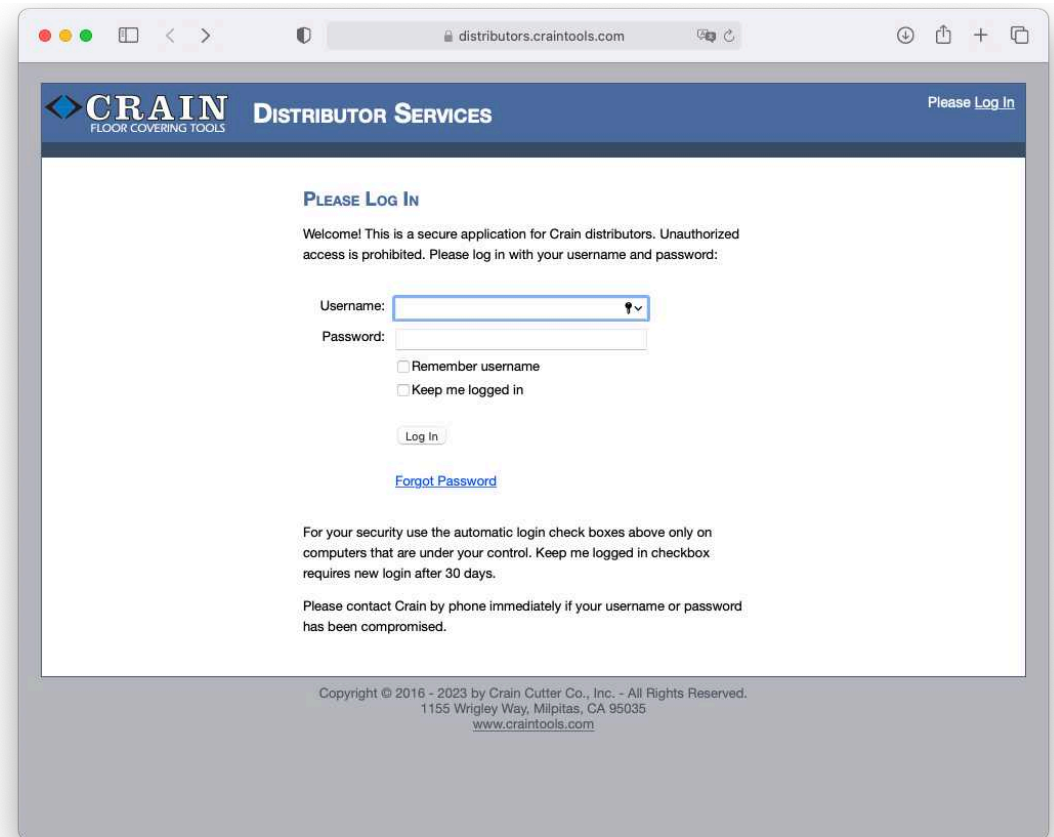 distributors.craintools.com
CRAIN
FLOOR COVERING TOOLS
DISTRIBUTOR SERVICES
Please Log In
PLEASE LOG IN
Welcome! This is a secure application for Crain distributors. Unauthorized
access is prohibited. Please log in with your username and password:
Username:
Password:
Remember username
Keep me logged in
Log In
Forgot Password
For your security use the automatic login check boxes above only on
computers that are under your control. Keep me logged in checkbox
requires new login after 30 days.
Please contact Crain by phone immediately if your username or password
has been compromised.
Copyright © 2016 - 2023 by Crain Cutter Co., Inc. - All Rights Reserved.
1155 Wrigley Way, Milpitas, CA 95035
www.craintools.com